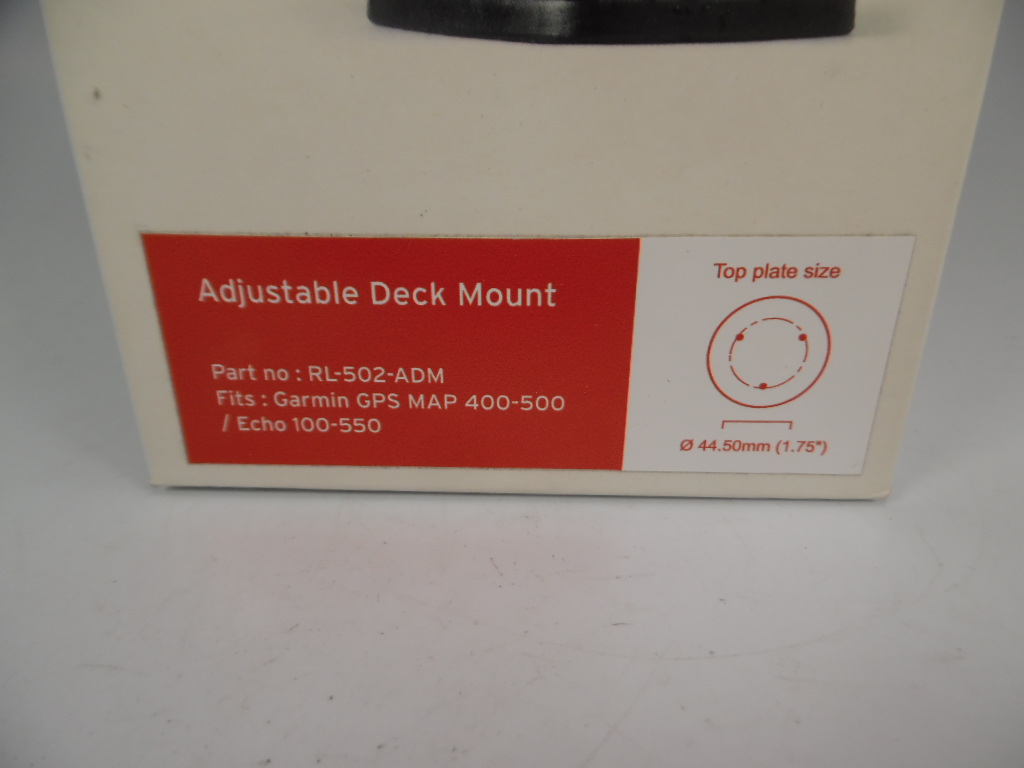 Adjustable Deck Mount
Part no : RL-502-ADM
Fits : Garmin GPS MAP 400-500
/ Echo 100-550
Top plate size
Ø 44.50mm (1.75")